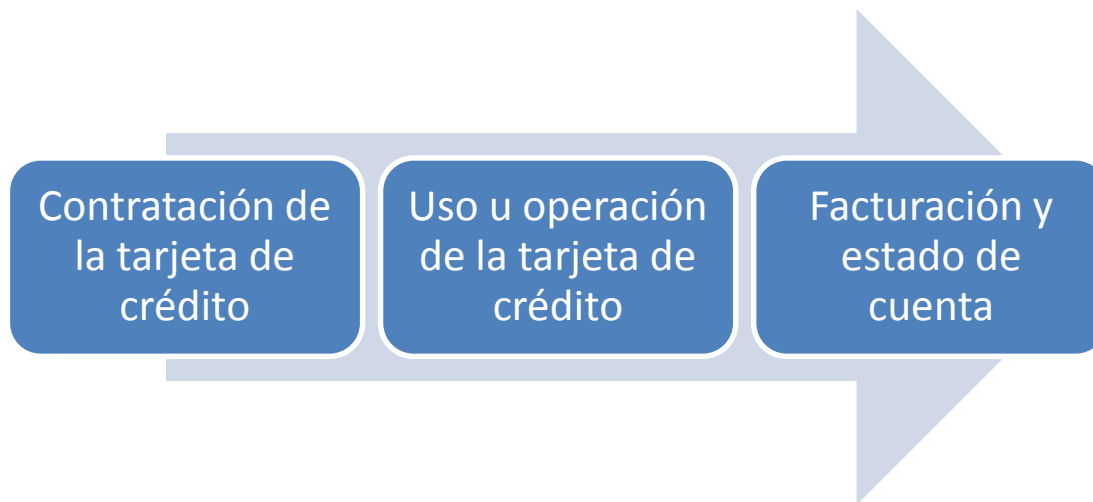 Contratación de
la tarjeta de
crédito
Uso u operación
de la tarjeta de
crédito
Facturación y
estado de
cuenta